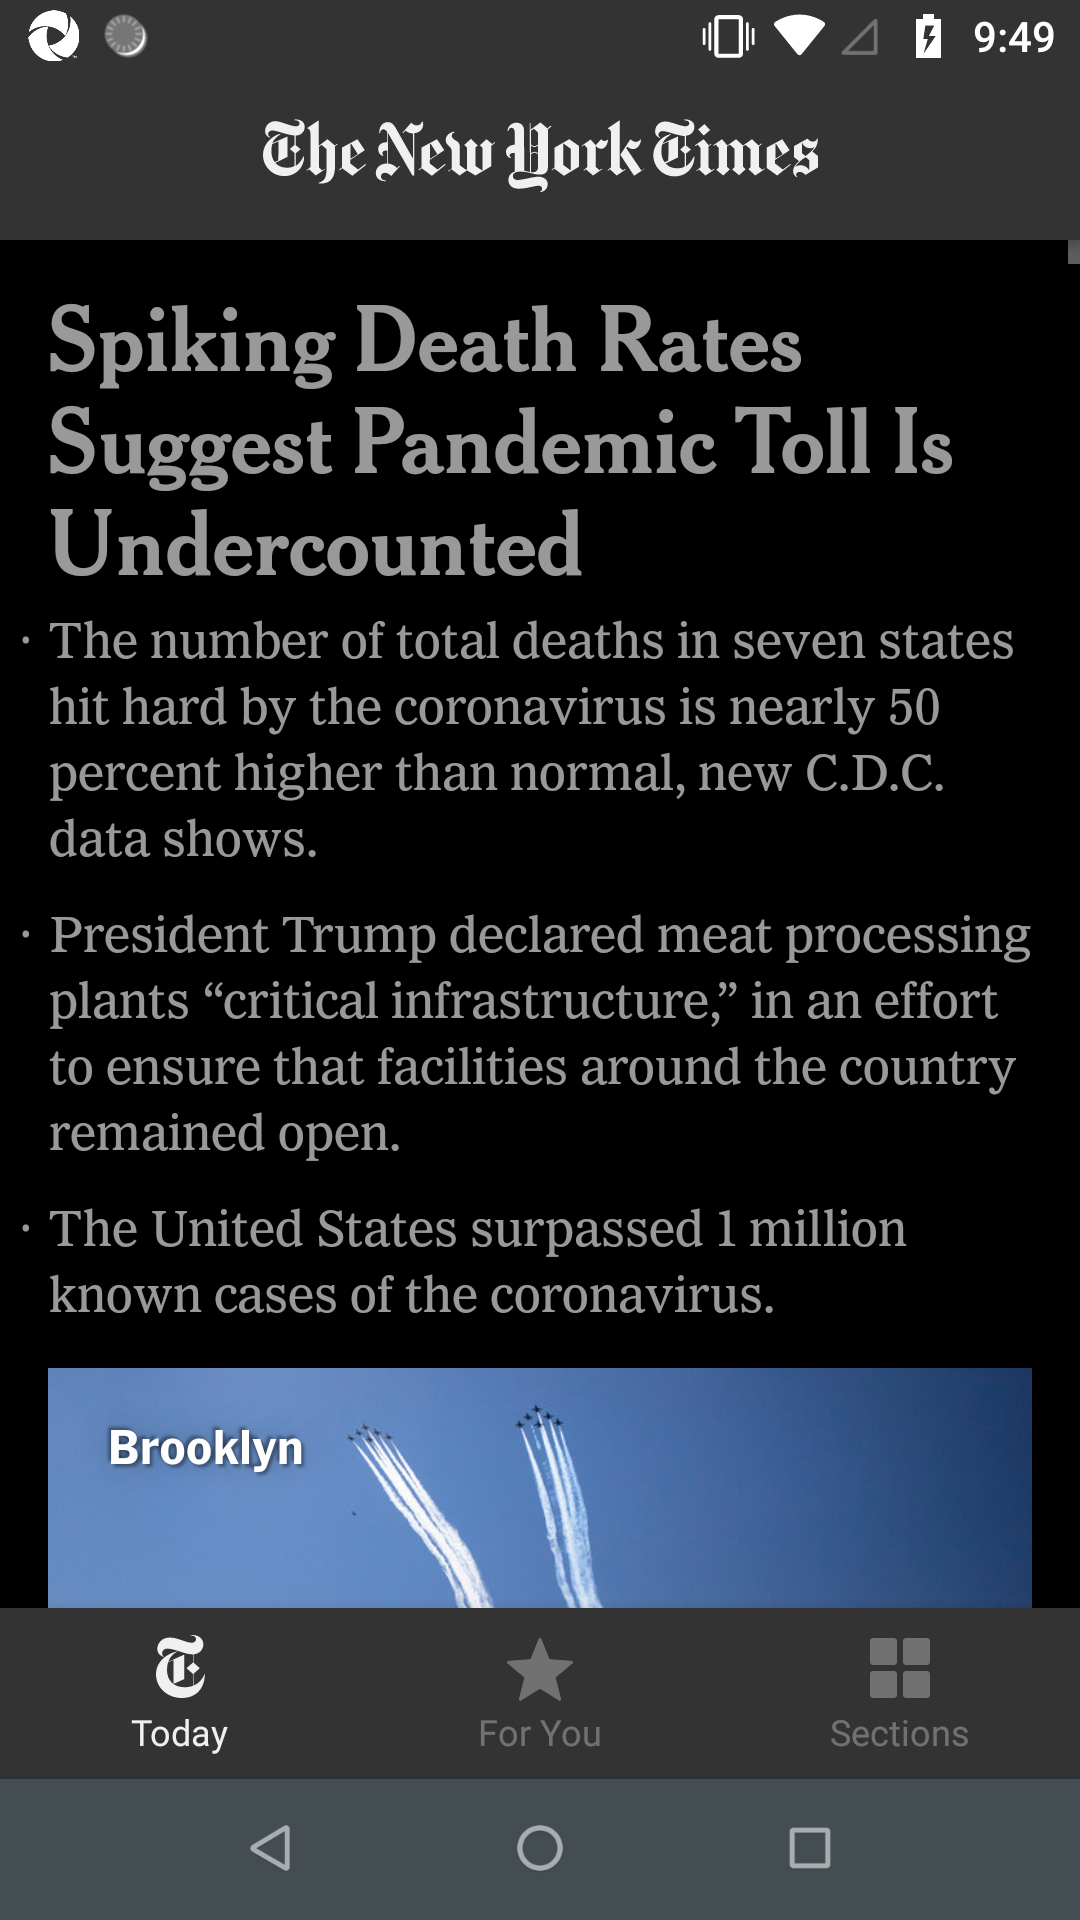 9:49
The New York Times
Spiking Death Rates
Suggest Pandemic Toll Is
Undercounted
· The number of total deaths in seven states
hit hard by the coronavirus is nearly 50
percent higher than normal, new C.D.C.
data shows.
· President Trump declared meat processing
plants “critical infrastructure,” in an effort
to ensure that facilities around the country
remained open.
· The United States surpassed 1 million
known cases of the coronavirus.
Brooklyn
T
Today
For You
Sections